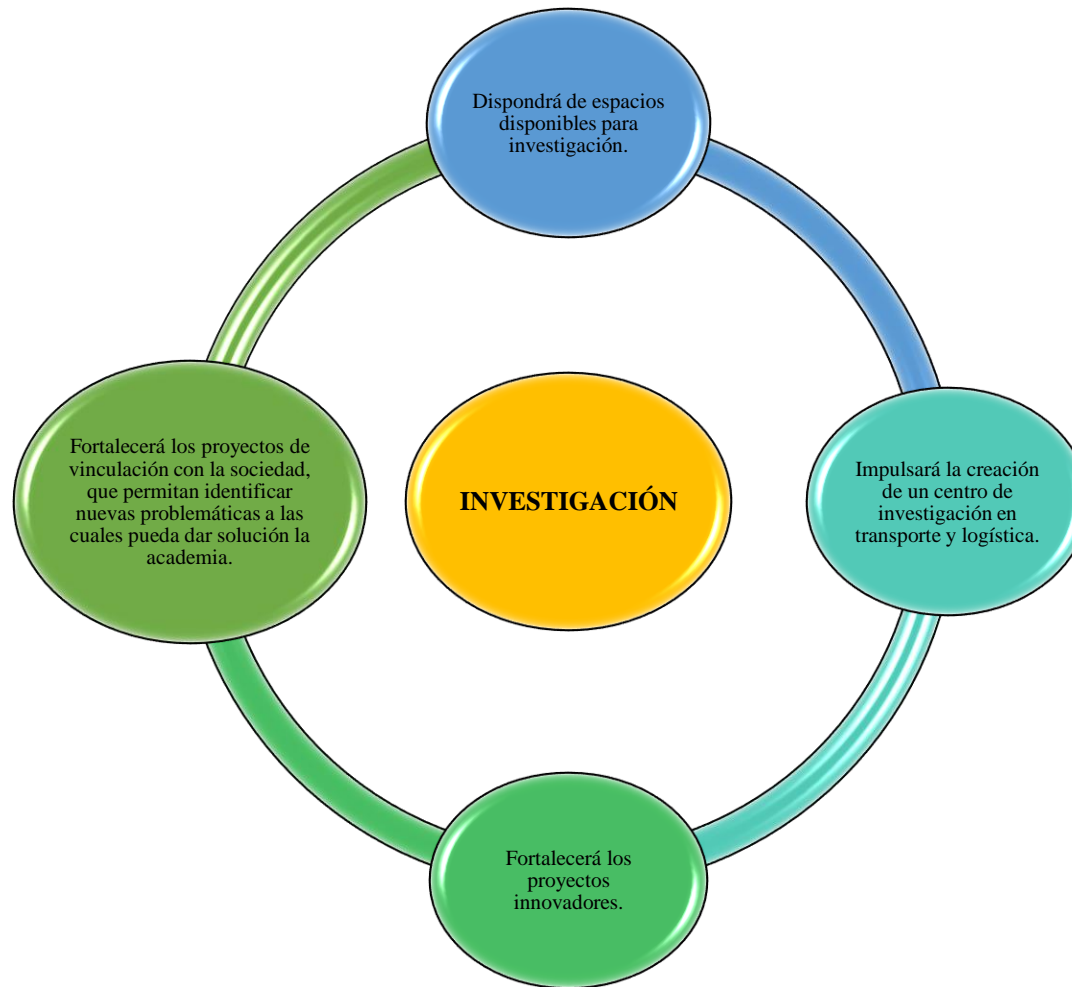 Dispondrá de espacios
disponibles para
investigación.
Impulsará la creación
de un centro de
investigación en
transporte y logística.
Fortalecerá los
proyectos
innovadores.
Fortalecerá los proyectos de
vinculación con la sociedad,
que permitan identificar
nuevas problemáticas a las
cuales pueda dar solución la
academia.
INVESTIGACIÓN